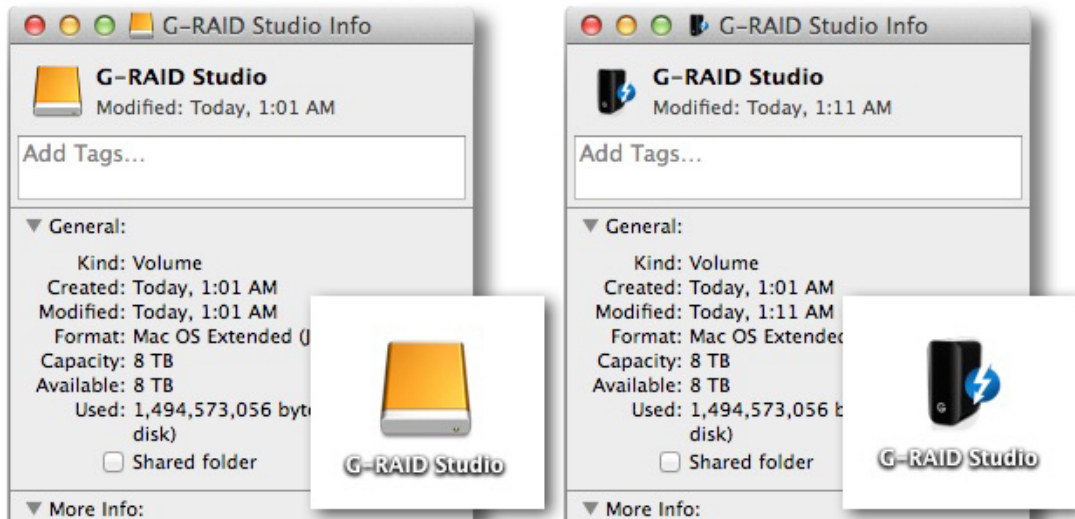 G-RAID Studio Info
G-RAID Studio
Modified: Today, 1:01 AM
Add Tags...
General:
Kind: Volume
Created: Today, 1:01 AM
Modified: Today, 1:01 AM
Format: Mac OS Extended (J
Capacity: 8 TB
Available: 8 TB
Used: 1,494,573,056 byt
disk)
Shared folder
More Info:
G-RAID Studio
G-RAID Studio Info
G-RAID Studio
Modified: Today, 1:11 AM
Add Tags...
General:
Kind: Volume
Created: Today, 1:01 AM
Modified: Today, 1:11 AM
Format: Mac OS Extended
Capacity: 8 TB
Available: 8 TB
Used: 1,494,573,056 b
disk)
Shared folder
More Info:
G
G-RAID Studio